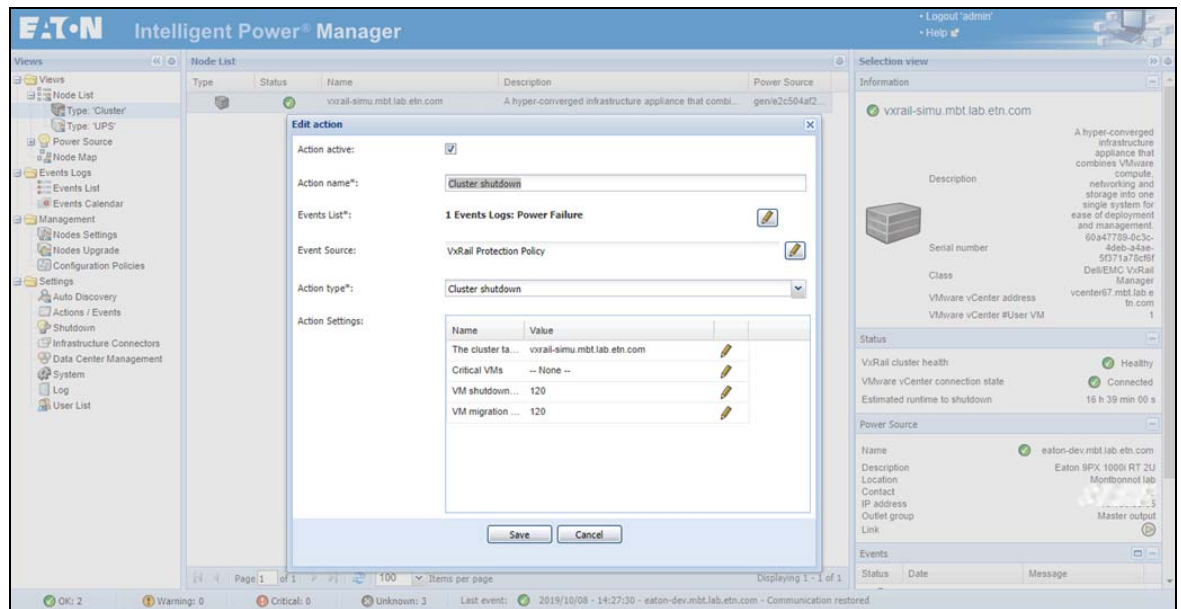 EATON Intelligent Power® Manager
• Logout 'admin'
• Help
Views
Views
Node List
Type: 'Cluster'
Type: 'UPS'
Power Source
Node Map
Events Logs
Events List
Events Calendar
Management
Nodes Settings
Nodes Upgrade
Configuration Policies
Settings
Auto Discovery
Actions / Events
Shutdown
Infrastructure Connectors
Data Center Management
System
Log
User List
Node List
Type Status Name Description Power Source
vxrail-simu.mbt.lab.etn.com A hyper-converged infrastructure appliance that combi... gen/e2c504af2...
Edit action
Action active:
Action name*: Cluster shutdown
Events List*: 1 Events Logs: Power Failure
Event Source: VxRail Protection Policy
Action type*: Cluster shutdown
Action Settings:
Name Value
The cluster ta... vxrail-simu.mbt.lab.etn.com
Critical VMs -- None --
VM shutdown... 120
VM migration ... 120
Save Cancel
Page 1 of 1 100 Items per page Displaying 1 - 1 of 1
Selection view
Information
vxrail-simu.mbt.lab.etn.com
Description
A hyper-converged
infrastructure
appliance that
combines VMware
compute,
networking and
storage into one
single system for
ease of deployment
and management.
Serial number
60a47789-0c3c-
4deb-a4ae-
5f371a78cf6f
Class
Dell/EMC VxRail
Manager
VMware vCenter address
vcenter67.mbt.lab.e
tn.com
VMware vCenter #User VM 1
Status
VxRail cluster health Healthy
VMware vCenter connection state Connected
Estimated runtime to shutdown 16 h 39 min 00 s
Power Source
Name eaton-dev.mbt.lab.etn.com
Description Eaton 9PX 1000i RT 2U
Location Montbonnot lab
Contact
IP address
Outlet group Master output
Link
Events
Status Date Message
OK: 2 Warning: 0 Critical: 0 Unknown: 3 Last event: 2019/10/08 - 14:27:30 - eaton-dev.mbt.lab.etn.com - Communication restored